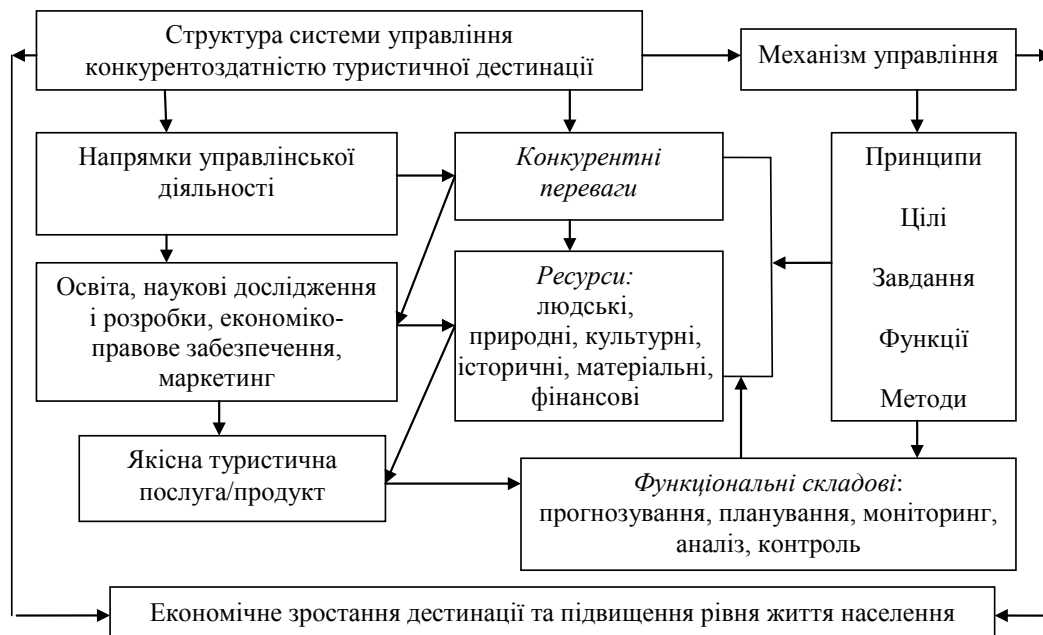 Структура системи управління
конкурентоздатністю туристичної дестинації
Механізм управління
Напрямки управлінської
діяльності
Конкурентні
переваги
Принципи
Цілі
Завдання
Функції
Методи
Освіта, наукові дослідження
і розробки, економіко-
правове забезпечення,
маркетинг
Ресурси:
людські,
природні, культурні,
історичні, матеріальні,
фінансові
Якісна туристична
послуга/продукт
Функціональні складові:
прогнозування, планування, моніторинг,
аналіз, контроль
Економічне зростання дестинації та підвищення рівня життя населення